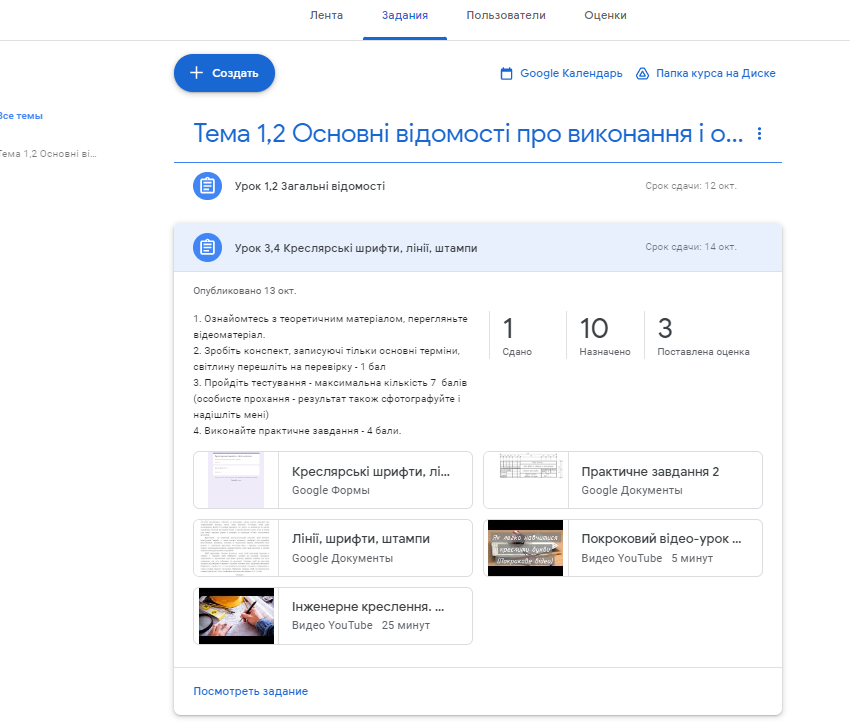 Лента
Задания
Пользователи
Оценки
Создать
Google Календарь
Папка курса на Диске
Все темы
Тема 1,2 Основні ві...
Тема 1,2 Основні відомості про виконання і о...
Урок 1,2 Загальні відомості
Срок сдачи: 12 окт.
Урок 3,4 Креслярські шрифти, лінії, штампи
Срок сдачи: 14 окт.
Опубликовано 13 окт.
1. Ознайомтесь з теоретичним матеріалом, перегляньте
відеоматеріал.
2. Зробіть конспект, записуючі тільки основні терміни,
світлину перешліть на перевірку - 1 бал
3. Пройдіть тестування - максимальна кількість 7 балів
(особисте прохання - результат також сфотографуйте і
надішліть мені)
4. Виконайте практичне завдання - 4 бали.
1
Сдано
10
Назначено
3
Поставлена оценка
Креслярські шрифти, лі...
Google Формы
Практичне завдання 2
Google Документы
Лінії, шрифти, штампи
Google Документы
Як легко навчитися
креслити букви
Покрокове відео!
Покроковий відео-урок ...
Видео YouTube 5 минут
Інженерне креслення. ...
Видео YouTube 25 минут
Посмотреть задание